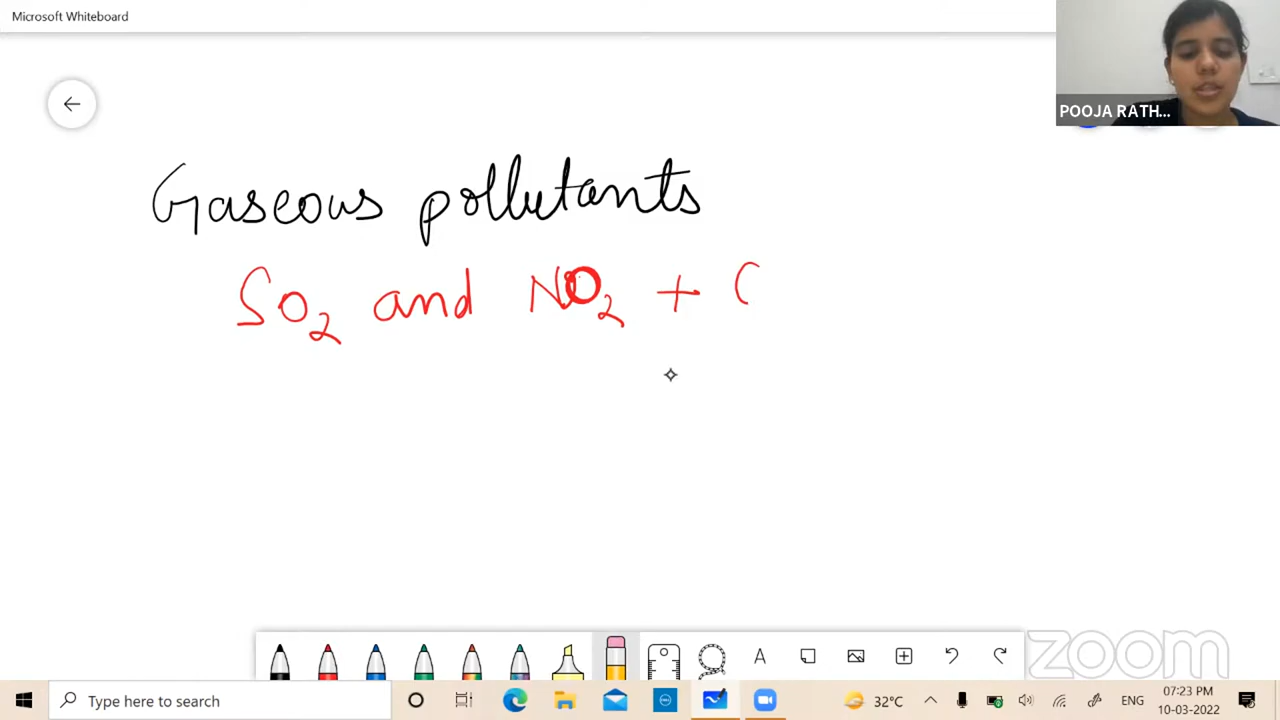 Microsoft Whiteboard
POOJA RATH...
Gaseous pollutants
SO₂ and NO₂ + C
A
zoom
Type here to search
32°C
ENG
07:23 PM
10-03-2022